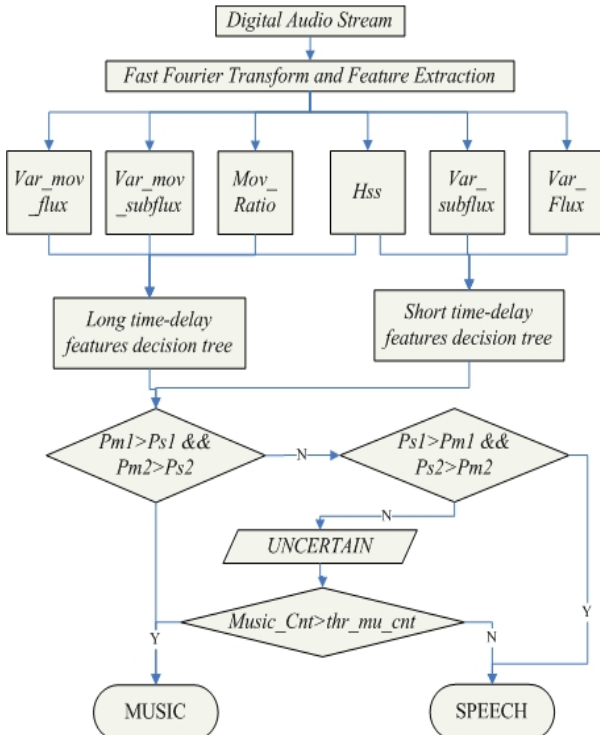 Digital Audio Stream
Fast Fourier Transform and Feature Extraction
Var_mov
_flux
Var_mov
_subflux
Mov_
Ratio
Hss
Var_
subflux
Var_
Flux
Long time-delay
features decision tree
Short time-delay
features decision tree
Pm1>Ps1 &&
Pm2>Ps2
N
Ps1>Pm1 &&
Ps2>Pm2
N
UNCERTAIN
Y
Music_Cnt>thr_mu_cnt
Y
N
MUSIC
SPEECH